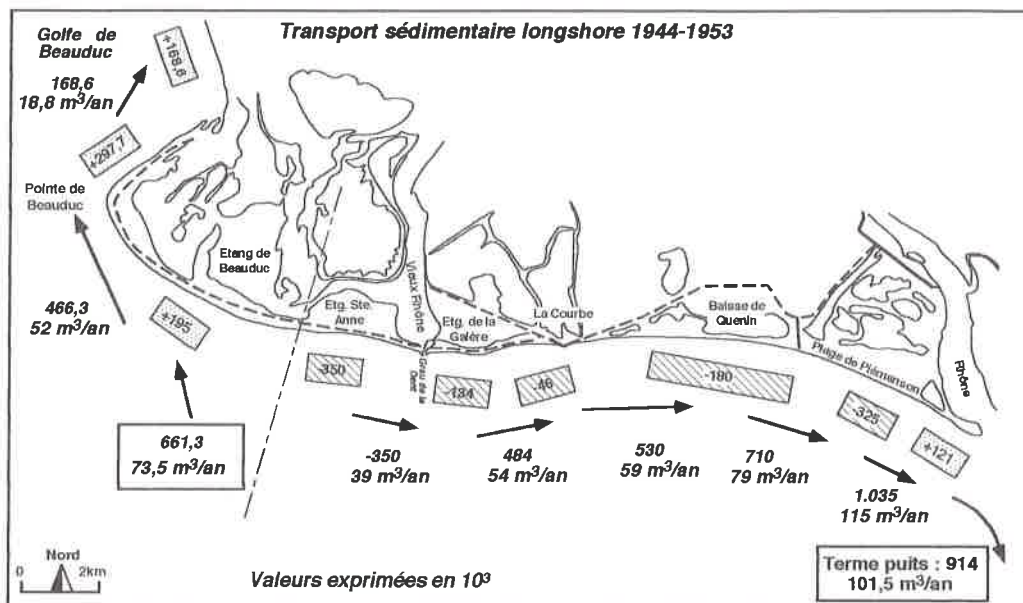 Transport sédimentaire longshore 1944-1953
Golfe de
Beauduc
168,6
18,8 m³/an
+168,6
+297,7
Pointe de
Beauduc
466,3
52 m³/an
+195
661,3
73,5 m³/an
Etang de
Beauduc
Etg. Ste.
Anne
Vieux Rhône
Grau de la
Dent
Etg. de la
Galère
La Courbe
Baisse de
Quenin
Plage de Piémanson
Rhône
-350
-134
-46
-180
-325
+121
-350
39 m³/an
484
54 m³/an
530
59 m³/an
710
79 m³/an
1.035
115 m³/an
Terme puits : 914
101,5 m³/an
Nord
0 2km
Valeurs exprimées en 10³